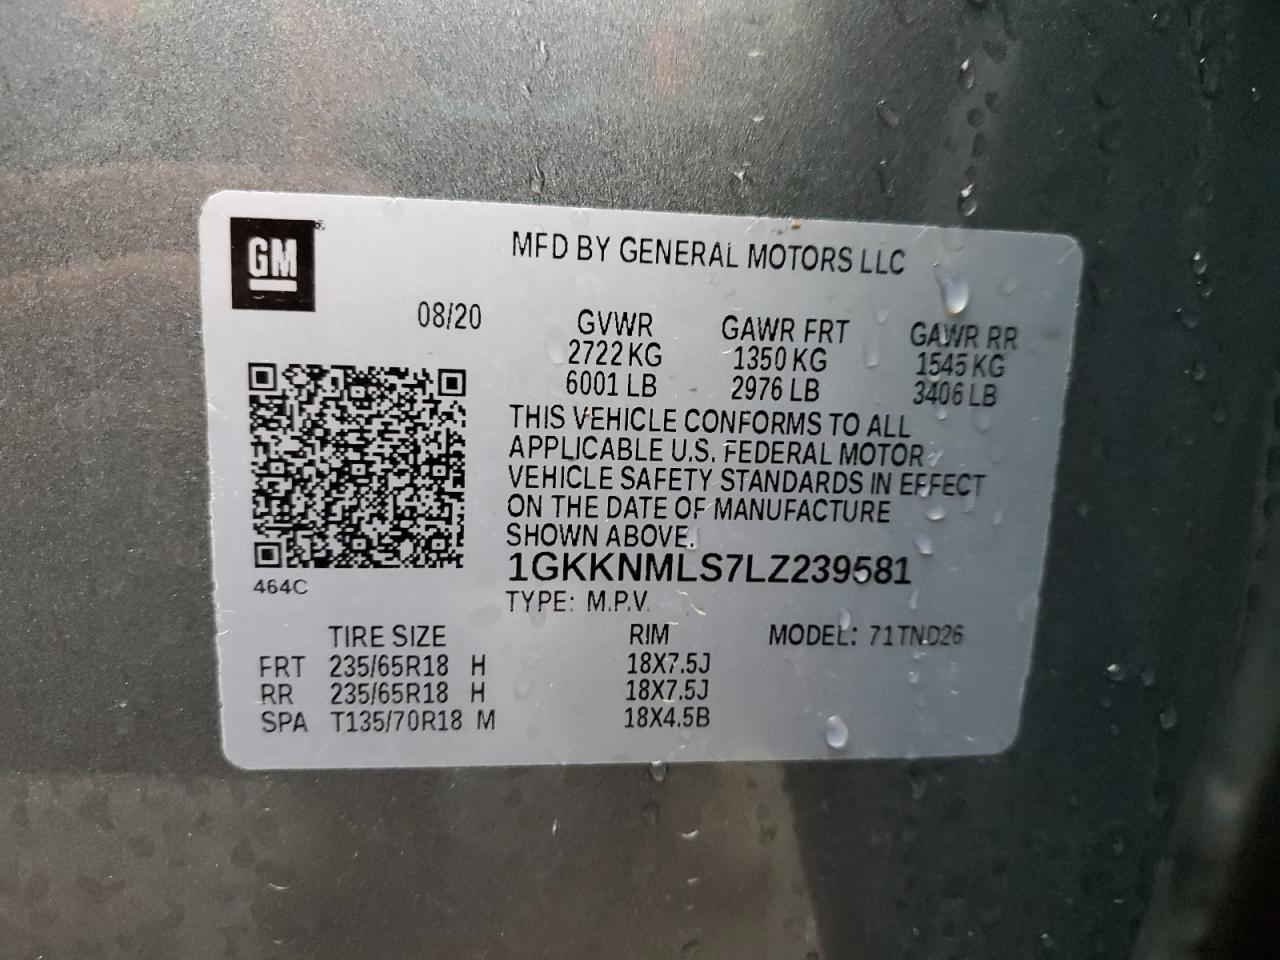 GM
MFD BY GENERAL MOTORS LLC
08/20
GVWR GAWR FRT GAWR RR
2722 KG 1350 KG 1545 KG
6001 LB 2976 LB 3406 LB
THIS VEHICLE CONFORMS TO ALL
APPLICABLE U.S. FEDERAL MOTOR
VEHICLE SAFETY STANDARDS IN EFFECT
ON THE DATE OF MANUFACTURE
SHOWN ABOVE.
1GKKNMLS7LZ239581
464C
TYPE: M.P.V.
TIRE SIZE RIM MODEL: 71TND26
FRT 235/65R18 H 18X7.5J
RR 235/65R18 H 18X7.5J
SPA T135/70R18 M 18X4.5B